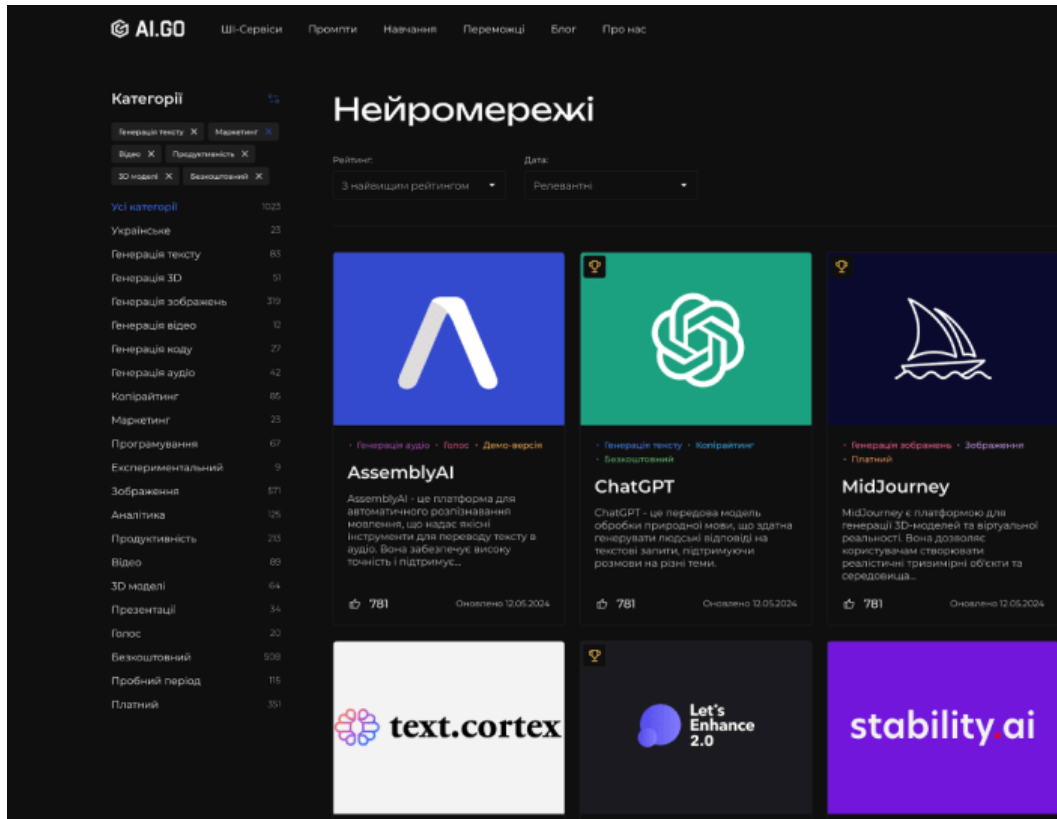 AI.GO
ШІ-Сервіси Промпти Навчання Переможці Блог Про нас
Категорії
Генерація тексту X Маркетинг X
Відео X Продуктивність X
3D моделі X Безкоштовний X
Усі категорії 1023
Українське 23
Генерація тексту 83
Генерація 3D 51
Генерація зображень 319
Генерація відео 12
Генерація коду 27
Генерація аудіо 42
Копірайтинг 85
Маркетинг 23
Програмування 67
Експериментальний 9
Зображення 571
Аналітика 125
Продуктивність 213
Відео 89
3D моделі 64
Презентації 34
Голос 20
Безкоштовний 508
Пробний період 115
Платний 351
Нейромережі
Рейтинг: Дата:
З найвищим рейтингом Релевантні
· Генерація аудіо · Голос · Демо-версія
AssemblyAI
AssemblyAI - це платформа для
автоматичного розпізнавання
мовлення, що надає якісні
інструменти для переводу тексту в
аудіо. Вона забезпечує високу
точність і підтримує...
781 Оновлено 12.05.2024
· Генерація тексту · Копірайтинг
· Безкоштовний
ChatGPT
ChatGPT - це передова модель
обробки природної мови, що здатна
генерувати людські відповіді на
текстові запити, підтримуючи
розмови на різні теми.
781 Оновлено 12.05.2024
· Генерація зображень · Зображення
· Платний
MidJourney
MidJourney є платформою для
генерації 3D-моделей та віртуальної
реальності. Вона дозволяє
користувачам створювати
реалістичні тривимірні об'єкти та
середовища...
781 Оновлено 12.05.2024
text.cortex
Let's
Enhance
2.0
stability.ai